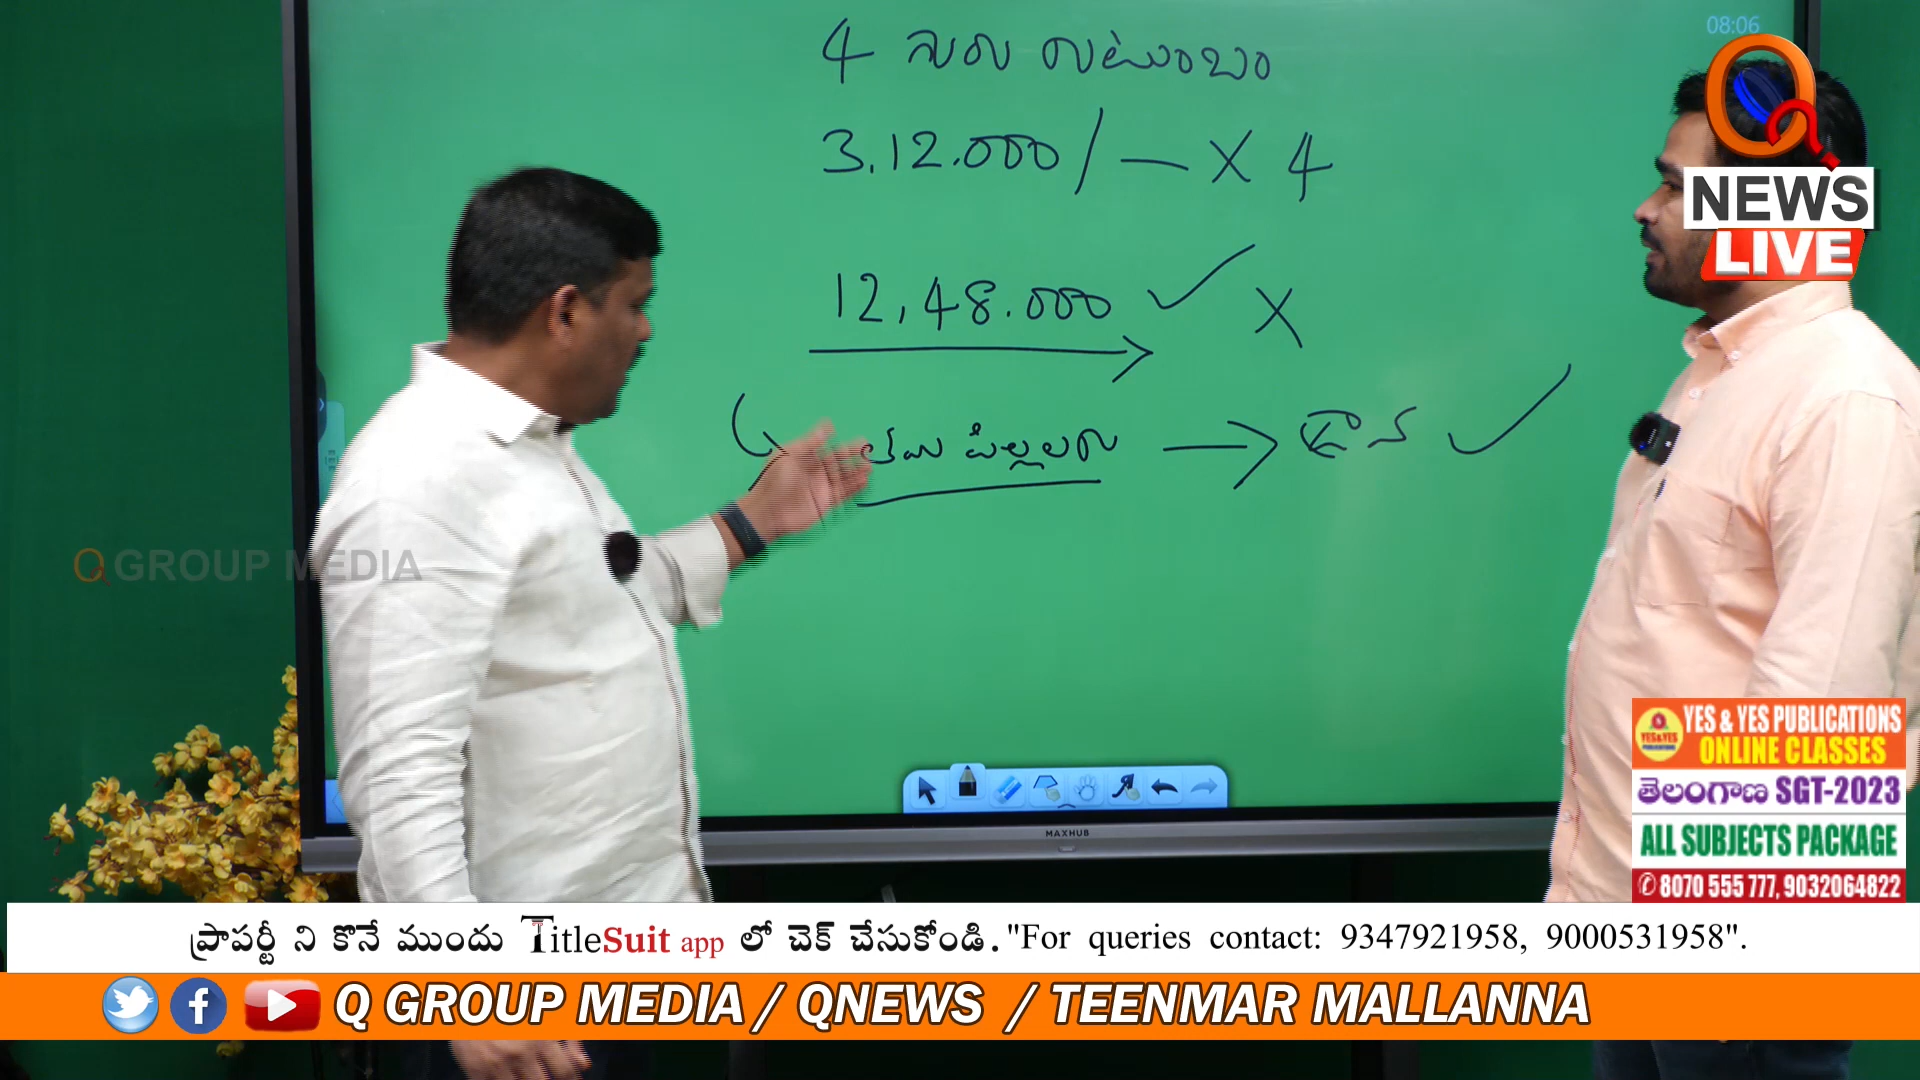 08:06
4 గురు కుటుంబం
3.12.000/- X 4
12,48.000 ✓ X
తమ పిల్లలకు → ✓
Q
NEWS
LIVE
Q GROUP MEDIA
MAXHUB
YES & YES PUBLICATIONS
ONLINE CLASSES
తెలంగాణ SGT-2023
ALL SUBJECTS PACKAGE
8070 555 777, 9032064822
ప్రాపర్టీ ని కొనే ముందు TitleSuit app లో చెక్ చేసుకోండి. "For queries contact: 9347921958, 9000531958".
Q GROUP MEDIA / QNEWS / TEENMAR MALLANNA